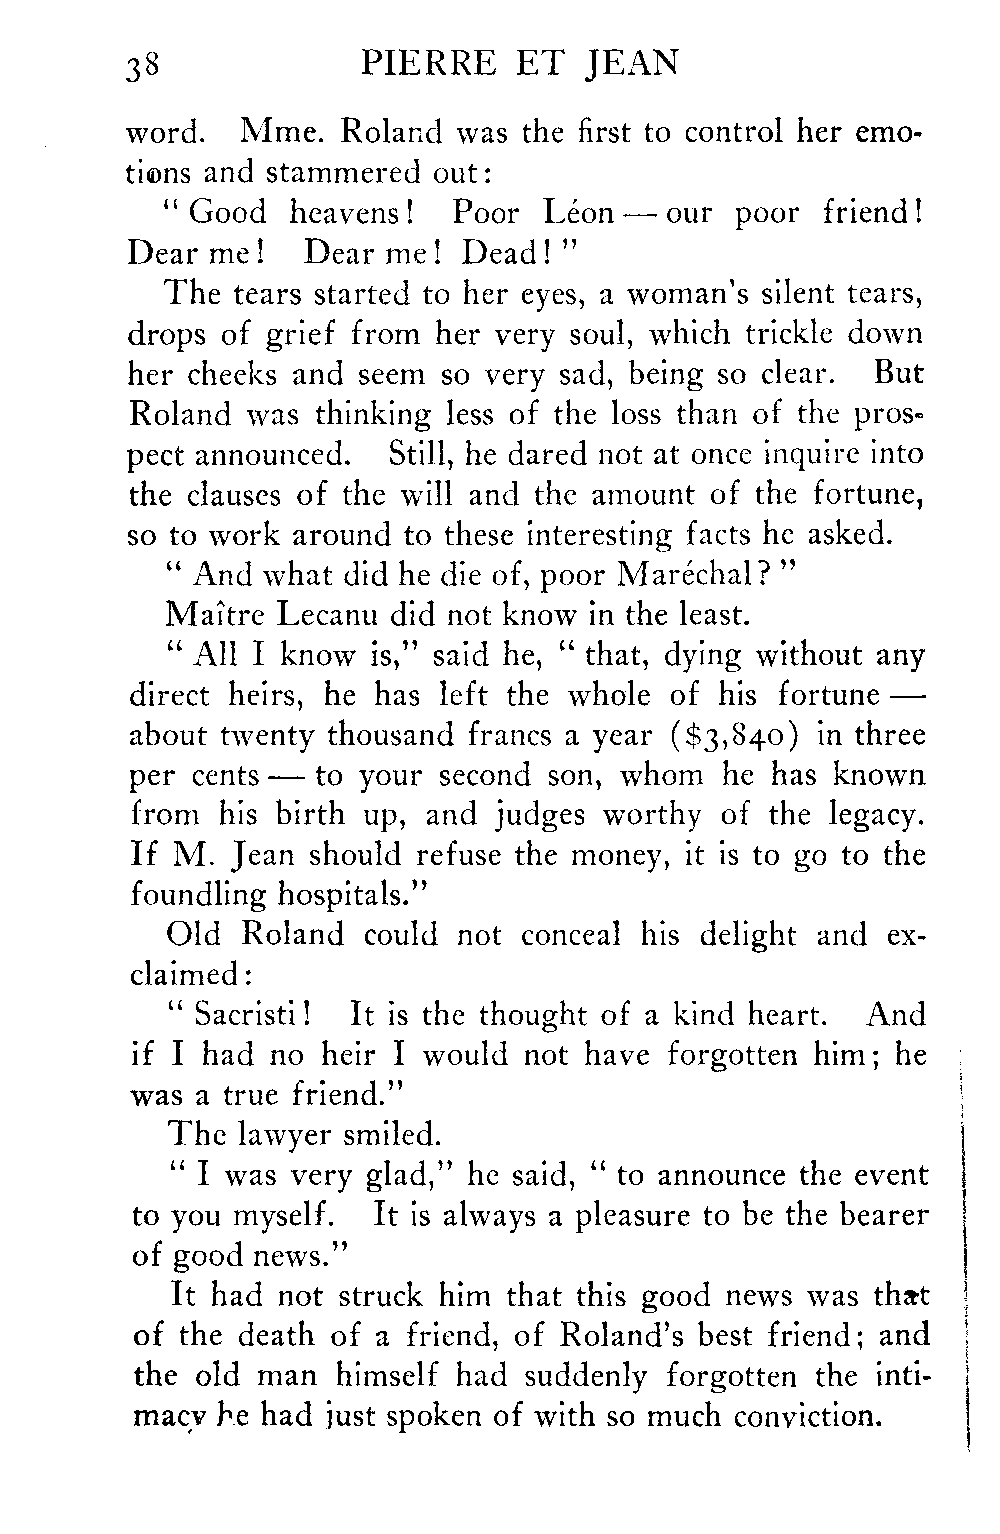 38 PIERRE ET JEAN
word. Mme. Roland was the first to control her emo-
tions and stammered out:
" Good heavens! Poor Léon — our poor friend!
Dear me! Dear me! Dead! "
The tears started to her eyes, a woman's silent tears,
drops of grief from her very soul, which trickle down
her cheeks and seem so very sad, being so clear. But
Roland was thinking less of the loss than of the pros-
pect announced. Still, he dared not at once inquire into
the clauses of the will and the amount of the fortune,
so to work around to these interesting facts he asked.
" And what did he die of, poor Maréchal? "
Maître Lecanu did not know in the least.
" All I know is," said he, " that, dying without any
direct heirs, he has left the whole of his fortune —
about twenty thousand francs a year ($3,840) in three
per cents — to your second son, whom he has known
from his birth up, and judges worthy of the legacy.
If M. Jean should refuse the money, it is to go to the
foundling hospitals."
Old Roland could not conceal his delight and ex-
claimed:
" Sacristi! It is the thought of a kind heart. And
if I had no heir I would not have forgotten him; he
was a true friend."
The lawyer smiled.
" I was very glad," he said, " to announce the event
to you myself. It is always a pleasure to be the bearer
of good news."
It had not struck him that this good news was that
of the death of a friend, of Roland's best friend; and
the old man himself had suddenly forgotten the inti-
macy he had just spoken of with so much conviction.